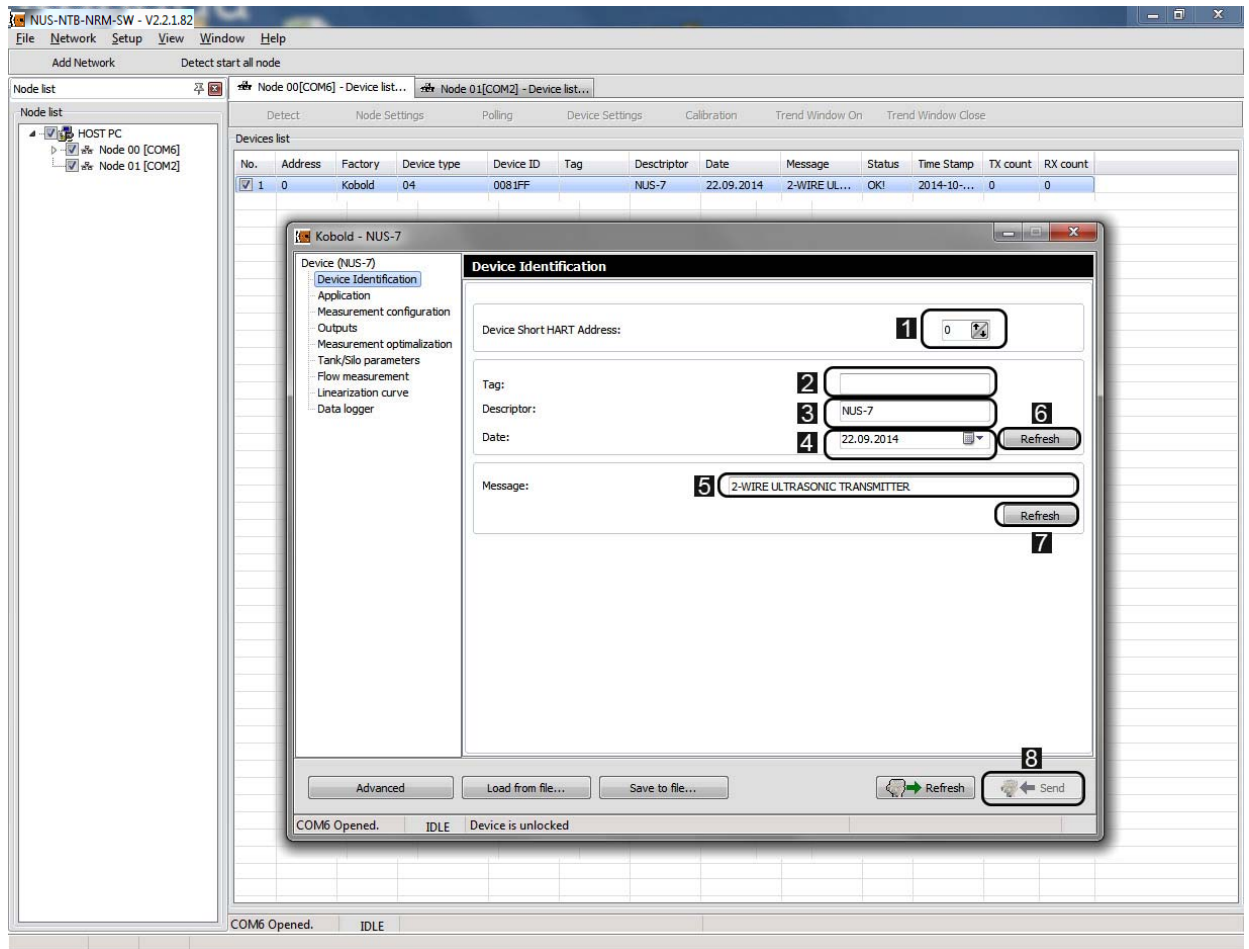 NUS-NTB-NRM-SW - V2.2.1.82
File Network Setup View Window Help
Add Network Detect start all node
Node list
Node 00[COM6] - Device list... Node 01[COM2] - Device list...
Node list
HOST PC
Node 00 [COM6]
Node 01 [COM2]
Detect Node Settings Polling Device Settings Calibration Trend Window On Trend Window Close
Devices list
No. Address Factory Device type Device ID Tag Desctriptor Date Message Status Time Stamp TX count RX count
1 0 Kobold 04 0081FF NUS-7 22.09.2014 2-WIRE UL... OK! 2014-10-... 0 0
Kobold - NUS-7
Device (NUS-7)
Device Identification
Application
Measurement configuration
Outputs
Measurement optimalization
Tank/Silo parameters
Flow measurement
Linearization curve
Data logger
Device Identification
Device Short HART Address: 1 0
Tag: 2
Descriptor: 3 NUS-7 6
Date: 4 22.09.2014 Refresh
Message: 5 2-WIRE ULTRASONIC TRANSMITTER
Refresh
7
8
Advanced Load from file... Save to file... Refresh Send
COM6 Opened. IDLE Device is unlocked
COM6 Opened. IDLE